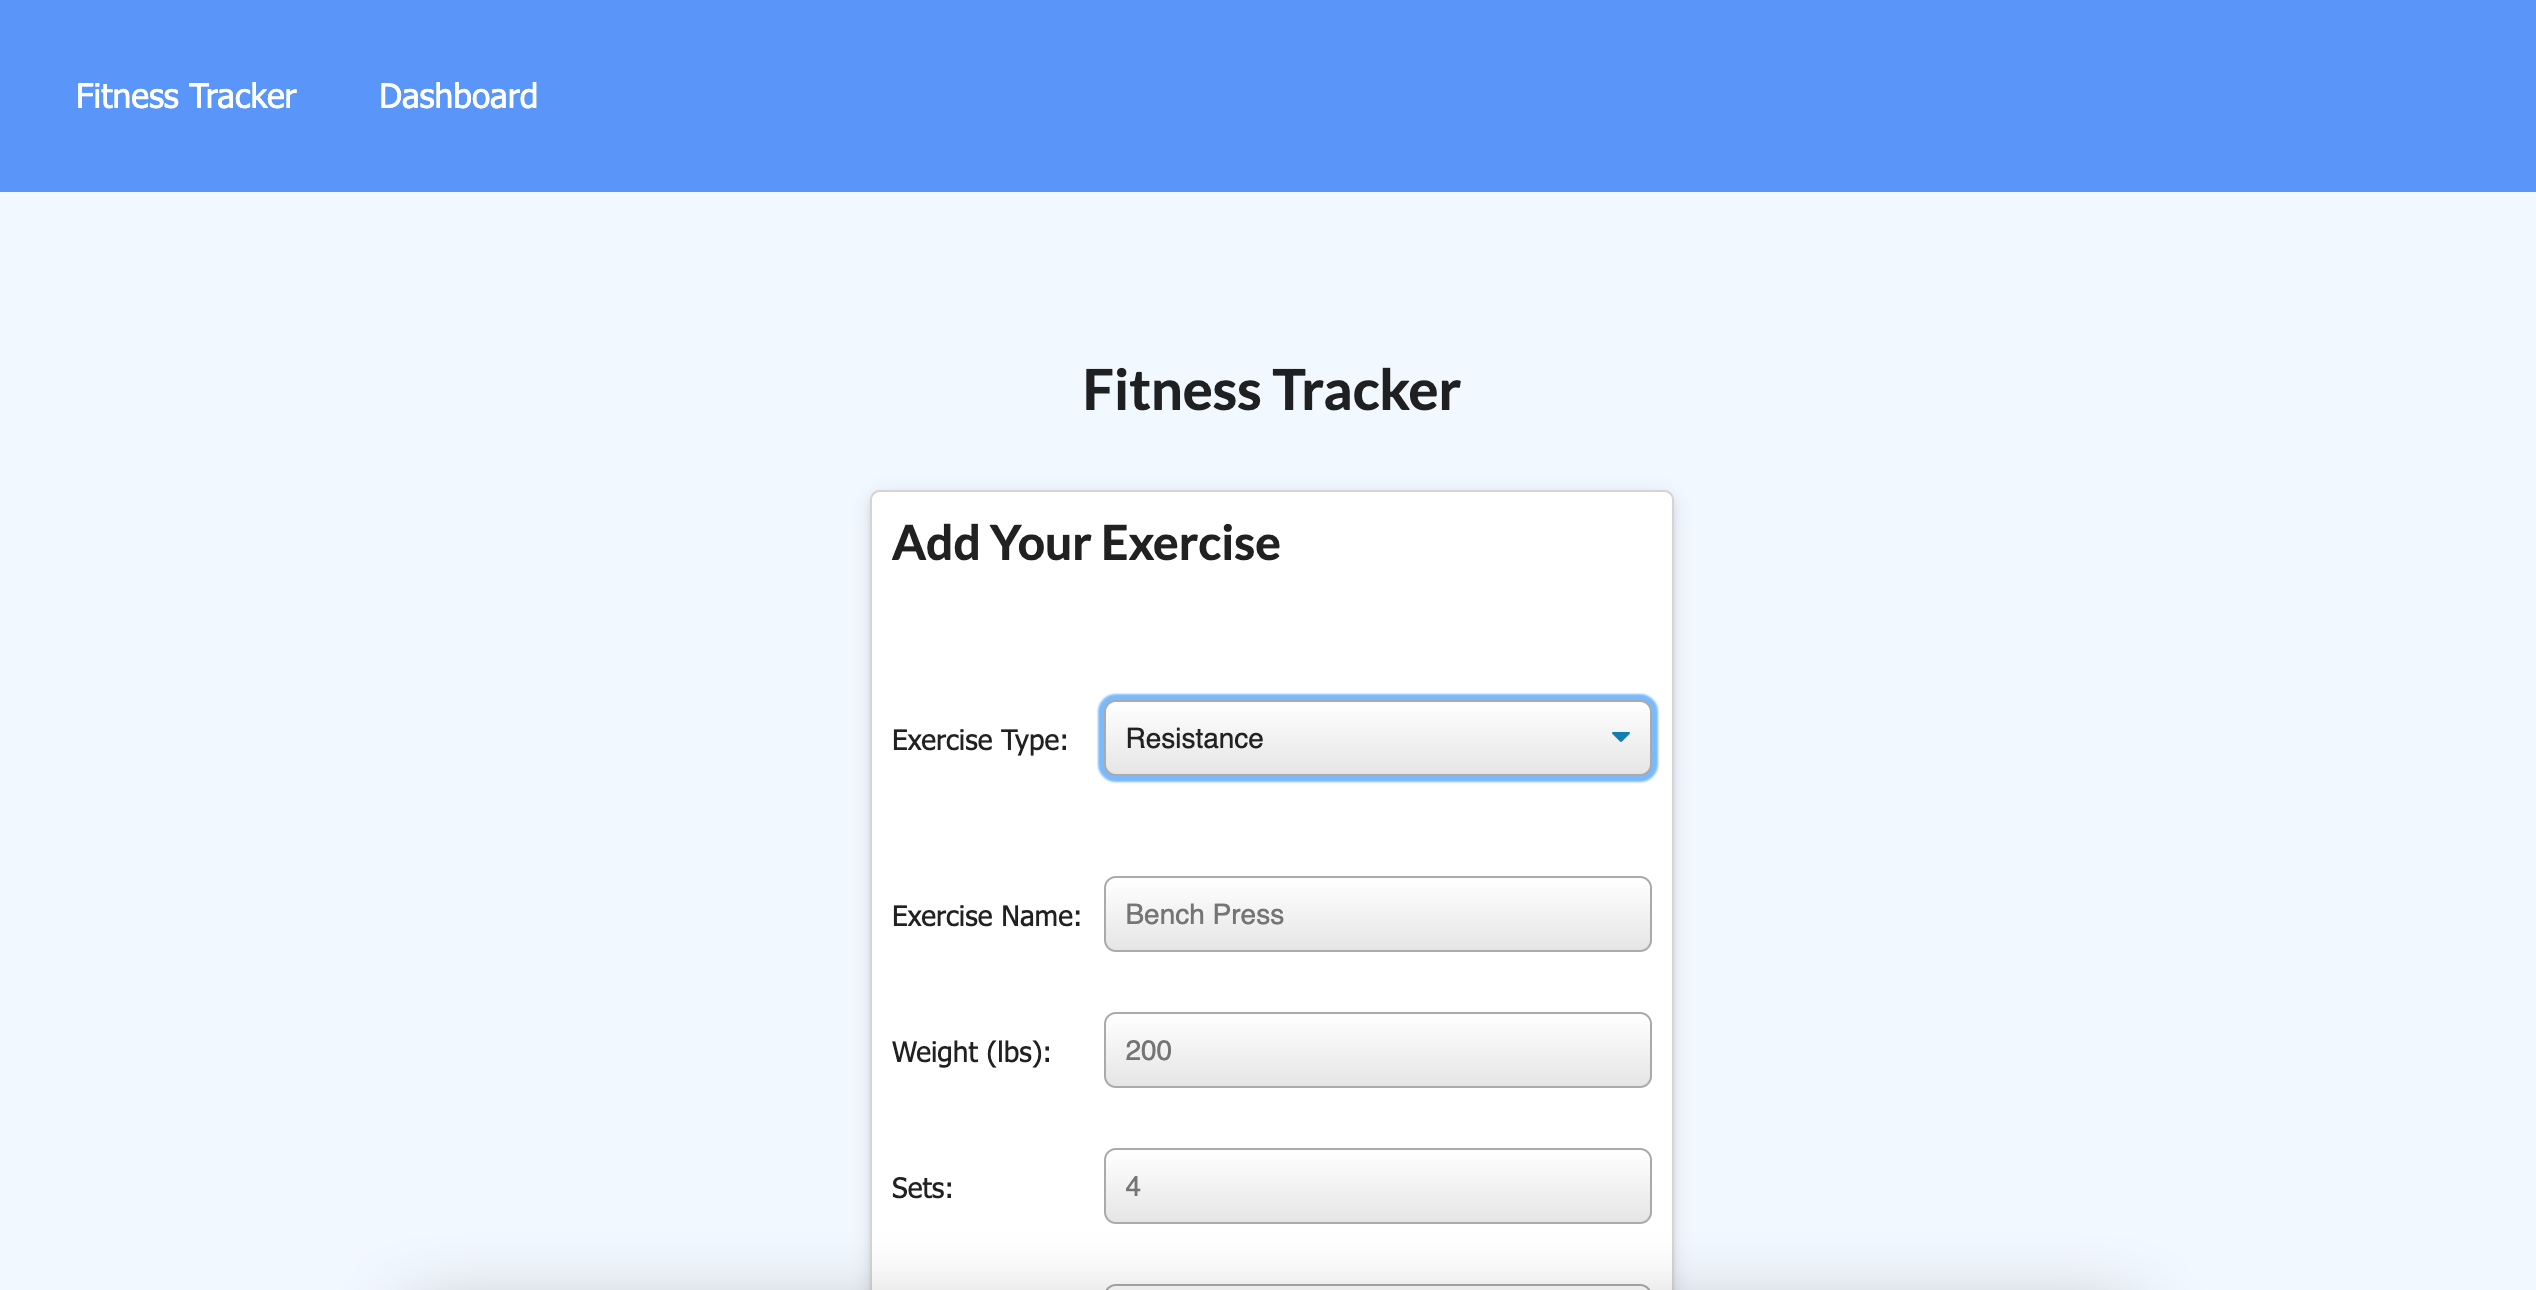 Fitness Tracker Dashboard
Fitness Tracker
Add Your Exercise
Exercise Type: Resistance
Exercise Name: Bench Press
Weight (lbs): 200
Sets: 4